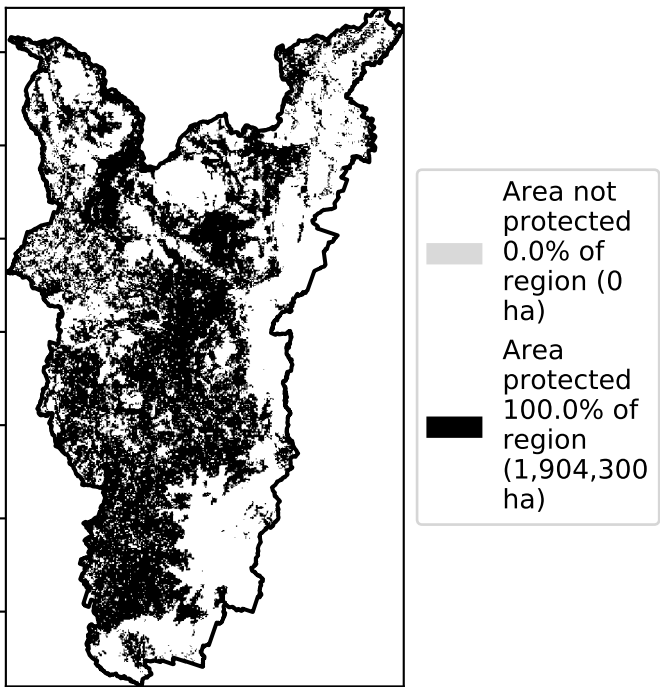 Area not
protected
0.0% of
region (0
ha)
Area
protected
100.0% of
region
(1,904,300
ha)